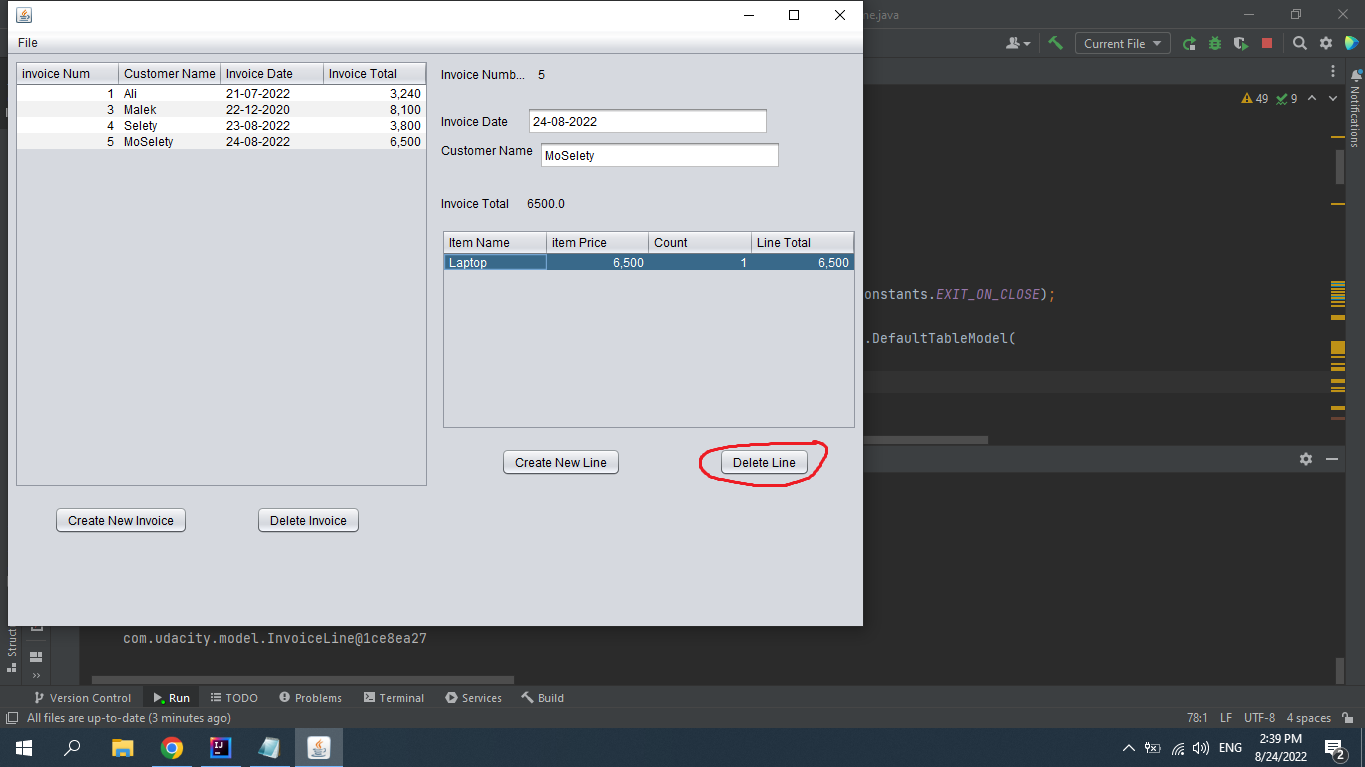 ne.java
File
Current File
invoice Num Customer Name Invoice Date Invoice Total
1 Ali 21-07-2022 3,240
3 Malek 22-12-2020 8,100
4 Selety 23-08-2022 3,800
5 MoSelety 24-08-2022 6,500
Invoice Numb... 5
Invoice Date 24-08-2022
Customer Name MoSelety
Invoice Total 6500.0
Item Name item Price Count Line Total
Laptop 6,500 1 6,500
Create New Line Delete Line
Create New Invoice Delete Invoice
49 9
Notifications
onstants.EXIT_ON_CLOSE);
.DefaultTableModel(
com.udacity.model.InvoiceLine@1ce8ea27
Struct
Version Control Run TODO Problems Terminal Services Build
All files are up-to-date (3 minutes ago) 78:1 LF UTF-8 4 spaces
IJ
ENG 2:39 PM
8/24/2022 2